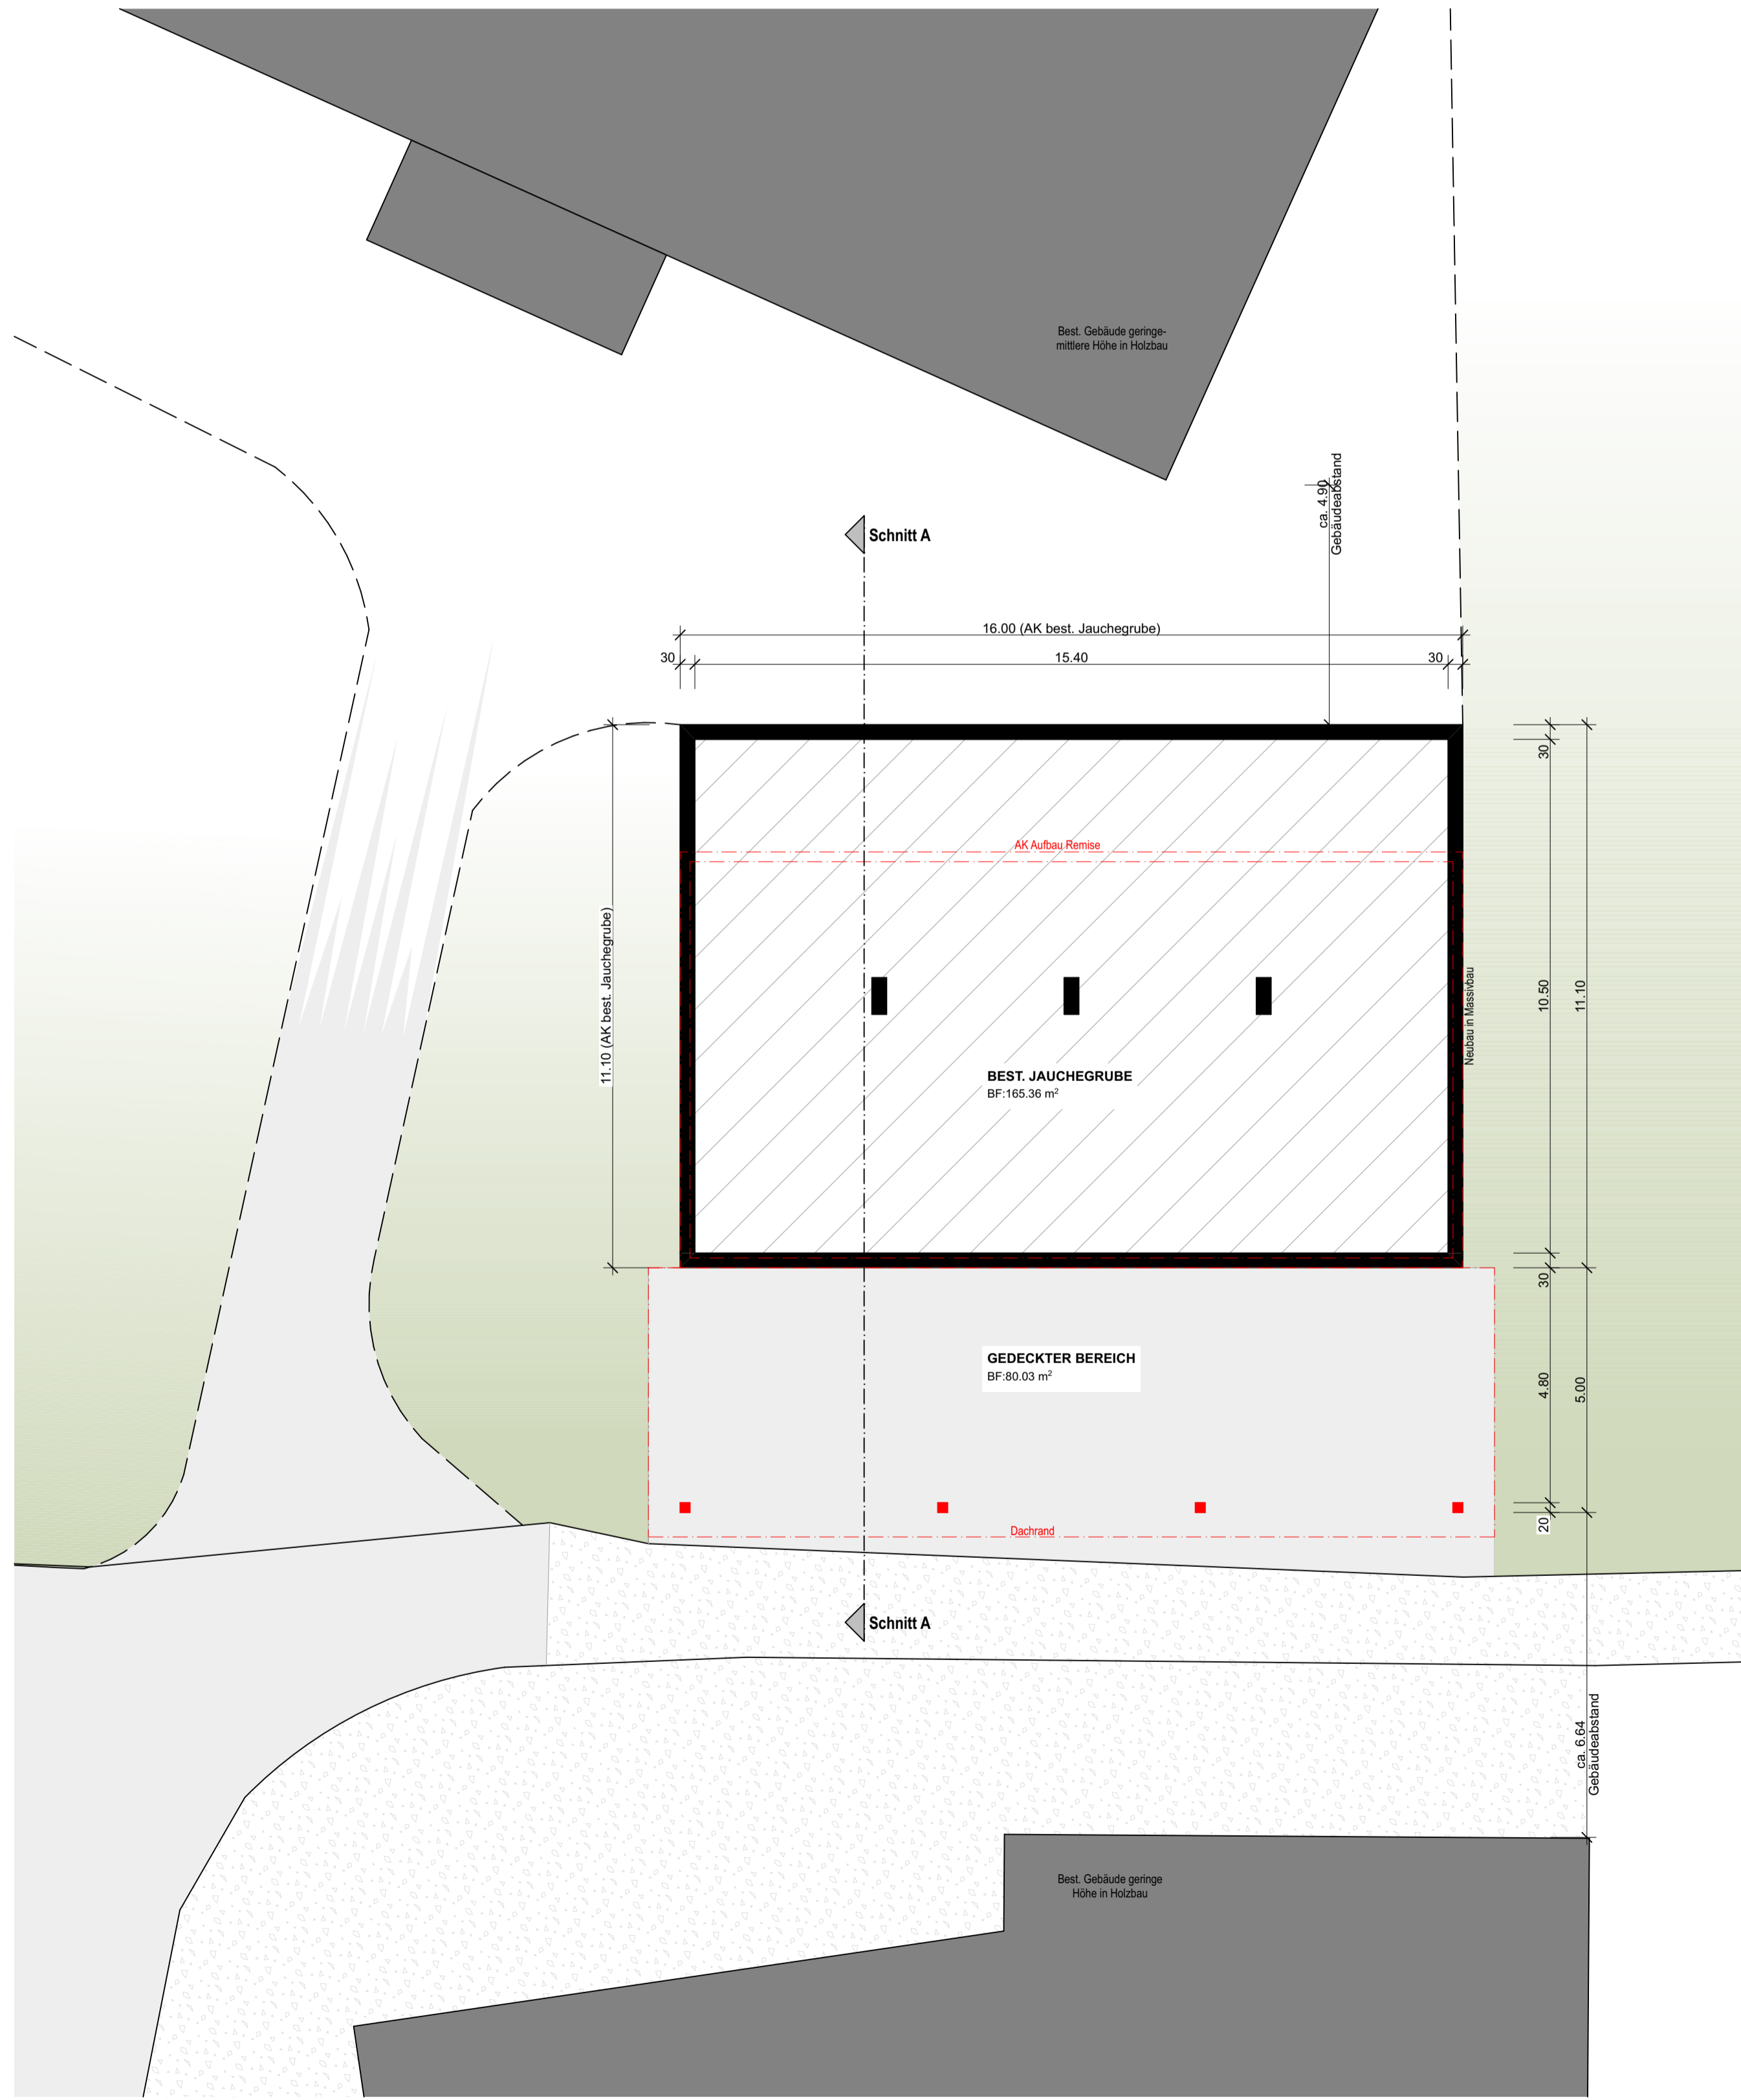 Best. Gebäude geringe-
mittlere Höhe in Holzbau
ca. 4.90
Gebäudeabstand
Schnitt A
16.00 (AK best. Jauchegrube)
30
15.40
30
30
AK Aufbau Remise
11.10 (AK best. Jauchegrube)
Neubau in Massivbau
10.50
11.10
BEST. JAUCHEGRUBE
BF:165.36 m²
30
GEDECKTER BEREICH
BF:80.03 m²
4.80
5.00
Dachrand
20
Schnitt A
ca. 6.64
Gebäudeabstand
Best. Gebäude geringe
Höhe in Holzbau